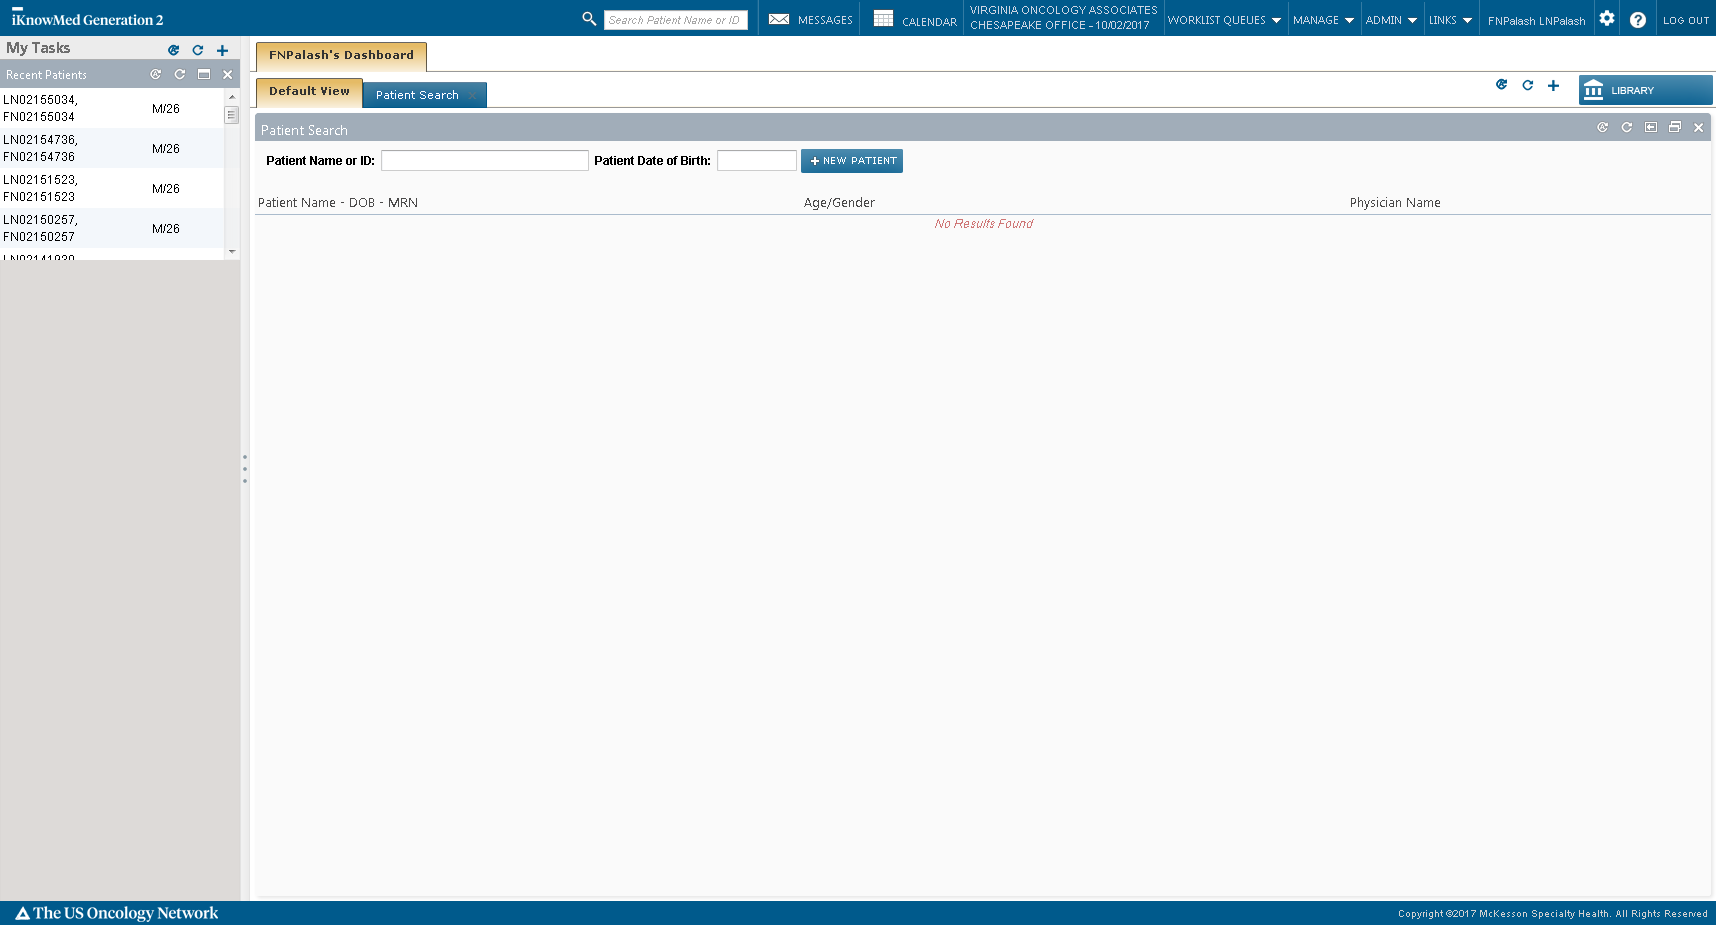 iKnowMed Generation 2
Search Patient Name or ID
MESSAGES
CALENDAR
VIRGINIA ONCOLOGY ASSOCIATES
CHESAPEAKE OFFICE - 10/02/2017
WORKLIST QUEUES
MANAGE
ADMIN
LINKS
FNPalash LNPalash
LOG OUT
My Tasks
Recent Patients
LN02155034,
FN02155034
M/26
LN02154736,
FN02154736
M/26
LN02151523,
FN02151523
M/26
LN02150257,
FN02150257
M/26
FNPalash's Dashboard
Default View
Patient Search
LIBRARY
Patient Search
Patient Name or ID:
Patient Date of Birth:
+ NEW PATIENT
Patient Name - DOB - MRN
Age/Gender
Physician Name
No Results Found
The US Oncology Network
Copyright ©2017 McKesson Specialty Health. All Rights Reserved